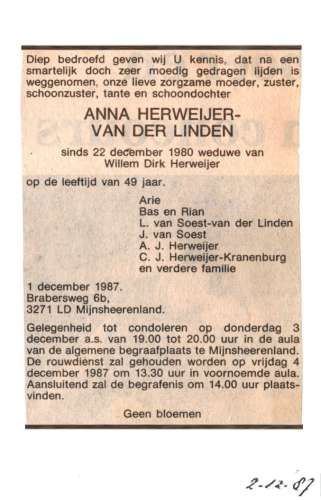 Diep bedroefd geven wij U kennis, dat na een
smartelijk doch zeer moedig gedragen lijden is
weggenomen, onze lieve zorgzame moeder, zuster,
schoonzuster, tante en schoondochter
ANNA HERWEIJER-
VAN DER LINDEN
sinds 22 december 1980 weduwe van
Willem Dirk Herweijer
op de leeftijd van 49 jaar.
Arie
Bas en Rian
L. van Soest-van der Linden
J. van Soest
A. J. Herweijer
C. J. Herweijer-Kranenburg
en verdere familie
1 december 1987.
Brabersweg 6b,
3271 LD Mijnsheerenland.
Gelegenheid tot condoleren op donderdag 3
december a.s. van 19.00 tot 20.00 uur in de aula
van de algemene begraafplaats te Mijnsheerenland.
De rouwdienst zal gehouden worden op vrijdag 4
december 1987 om 13.30 uur in voornoemde aula.
Aansluitend zal de begrafenis om 14.00 uur plaats-
vinden.
Geen bloemen
2-12-'87